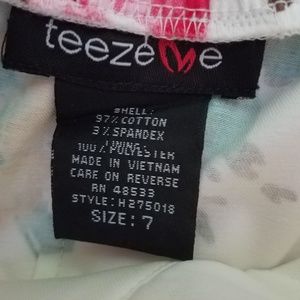 teeze me
SHELL:
97% COTTON
3% SPANDEX
LINING:
100% POLYESTER
MADE IN VIETNAM
CARE ON REVERSE
RN 48533
STYLE: H275018
SIZE: 7